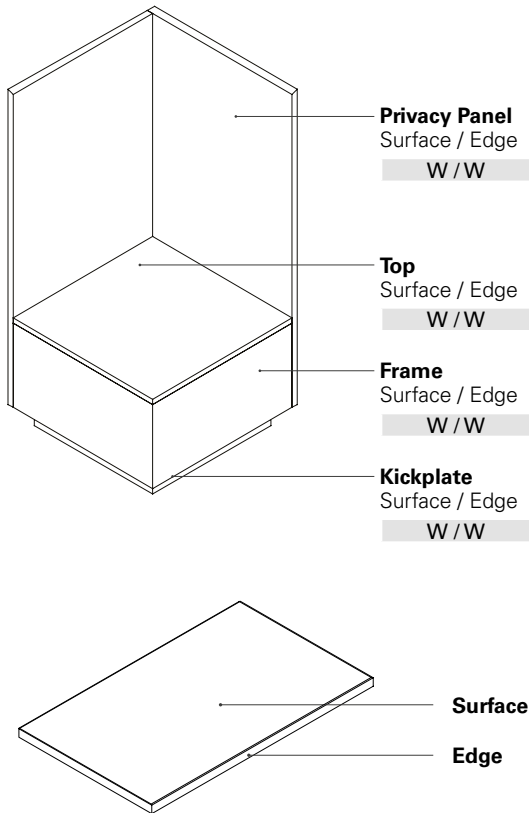 Privacy Panel
Surface / Edge
W / W
Top
Surface / Edge
W / W
Frame
Surface / Edge
W / W
Kickplate
Surface / Edge
W / W
Surface
Edge